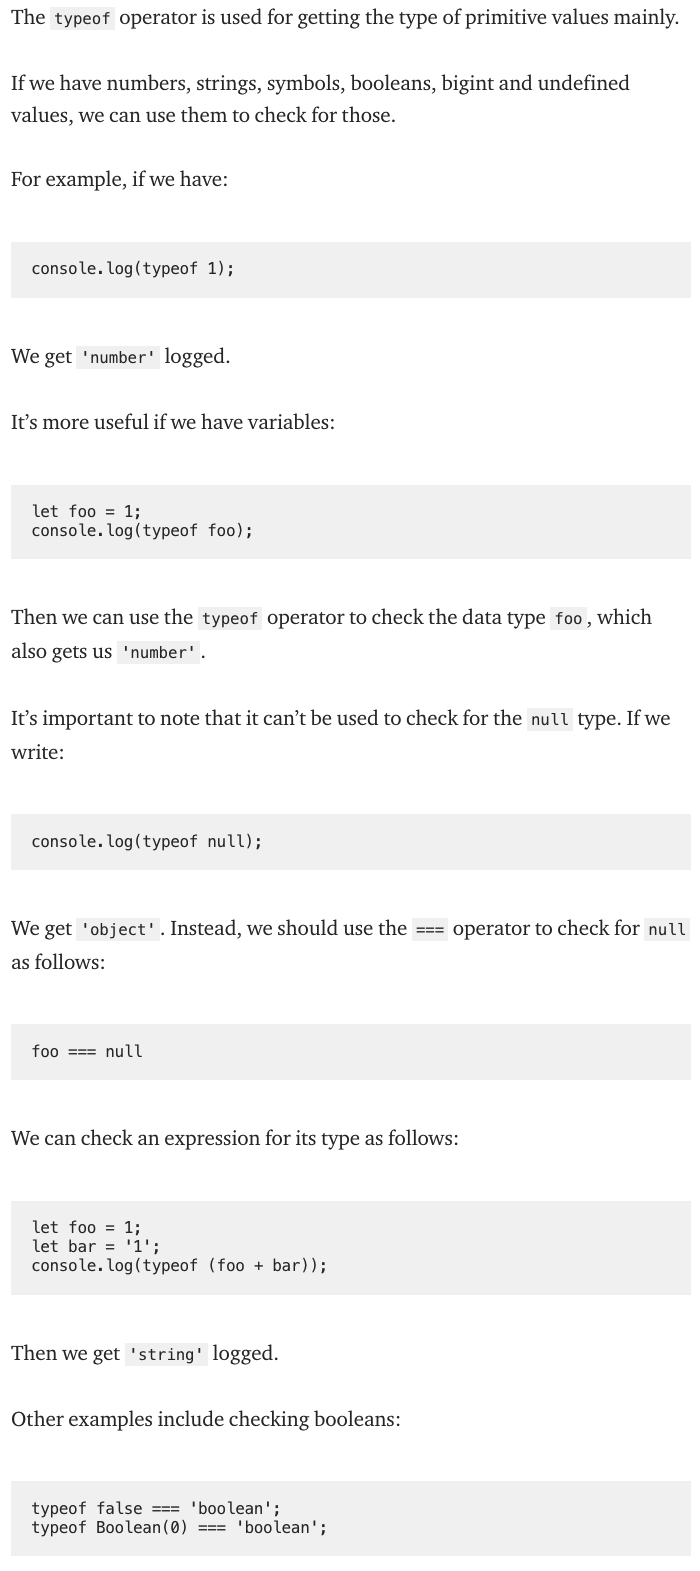 The typeof operator is used for getting the type of primitive values mainly.
If we have numbers, strings, symbols, booleans, bigint and undefined
values, we can use them to check for those.
For example, if we have:
console.log(typeof 1);
We get 'number' logged.
It’s more useful if we have variables:
let foo = 1;
console.log(typeof foo);
Then we can use the typeof operator to check the data type foo, which
also gets us 'number'.
It’s important to note that it can’t be used to check for the null type. If we
write:
console.log(typeof null);
We get 'object'. Instead, we should use the === operator to check for null
as follows:
foo === null
We can check an expression for its type as follows:
let foo = 1;
let bar = '1';
console.log(typeof (foo + bar));
Then we get 'string' logged.
Other examples include checking booleans:
typeof false === 'boolean';
typeof Boolean(0) === 'boolean';